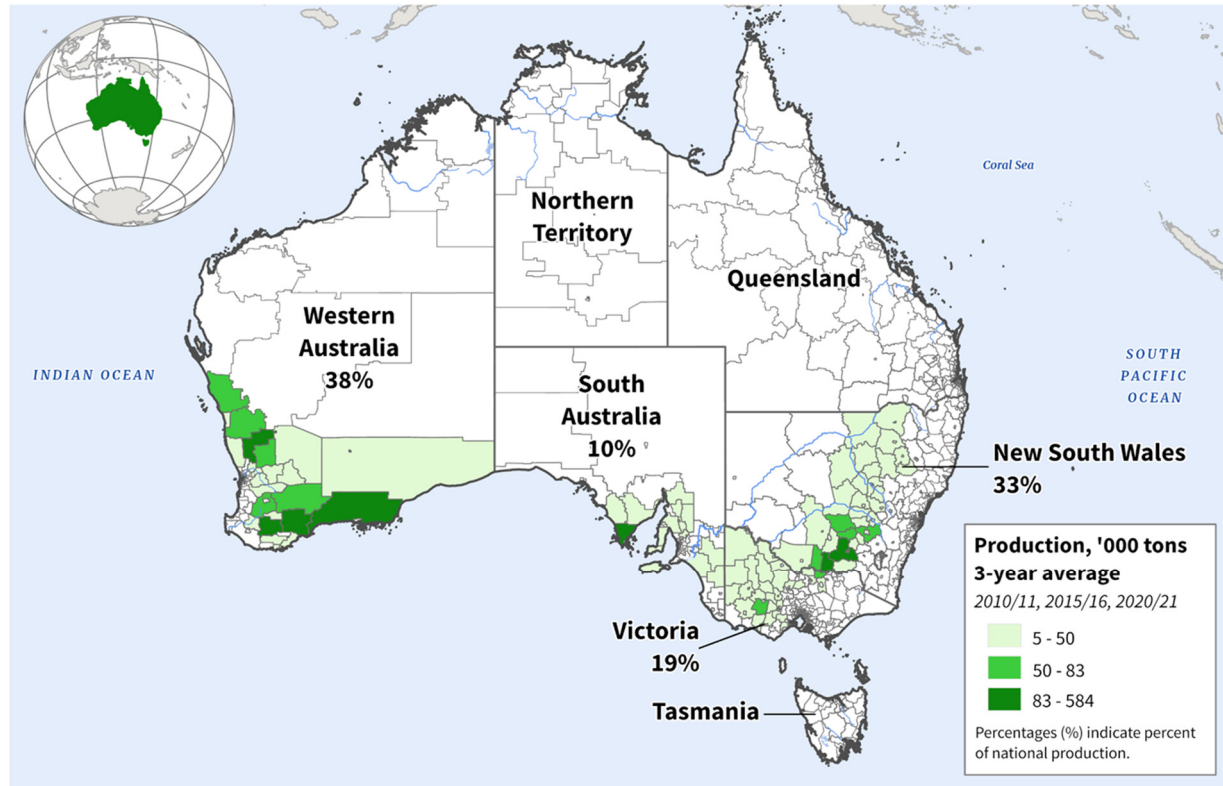 Coral Sea
Northern
Territory
Queensland
Western
Australia
38%
INDIAN OCEAN
SOUTH
PACIFIC
OCEAN
South
Australia
10%
New South Wales
33%
Victoria
19%
Tasmania
Production, '000 tons
3-year average
2010/11, 2015/16, 2020/21
5 - 50
50 - 83
83 - 584
Percentages (%) indicate percent
of national production.